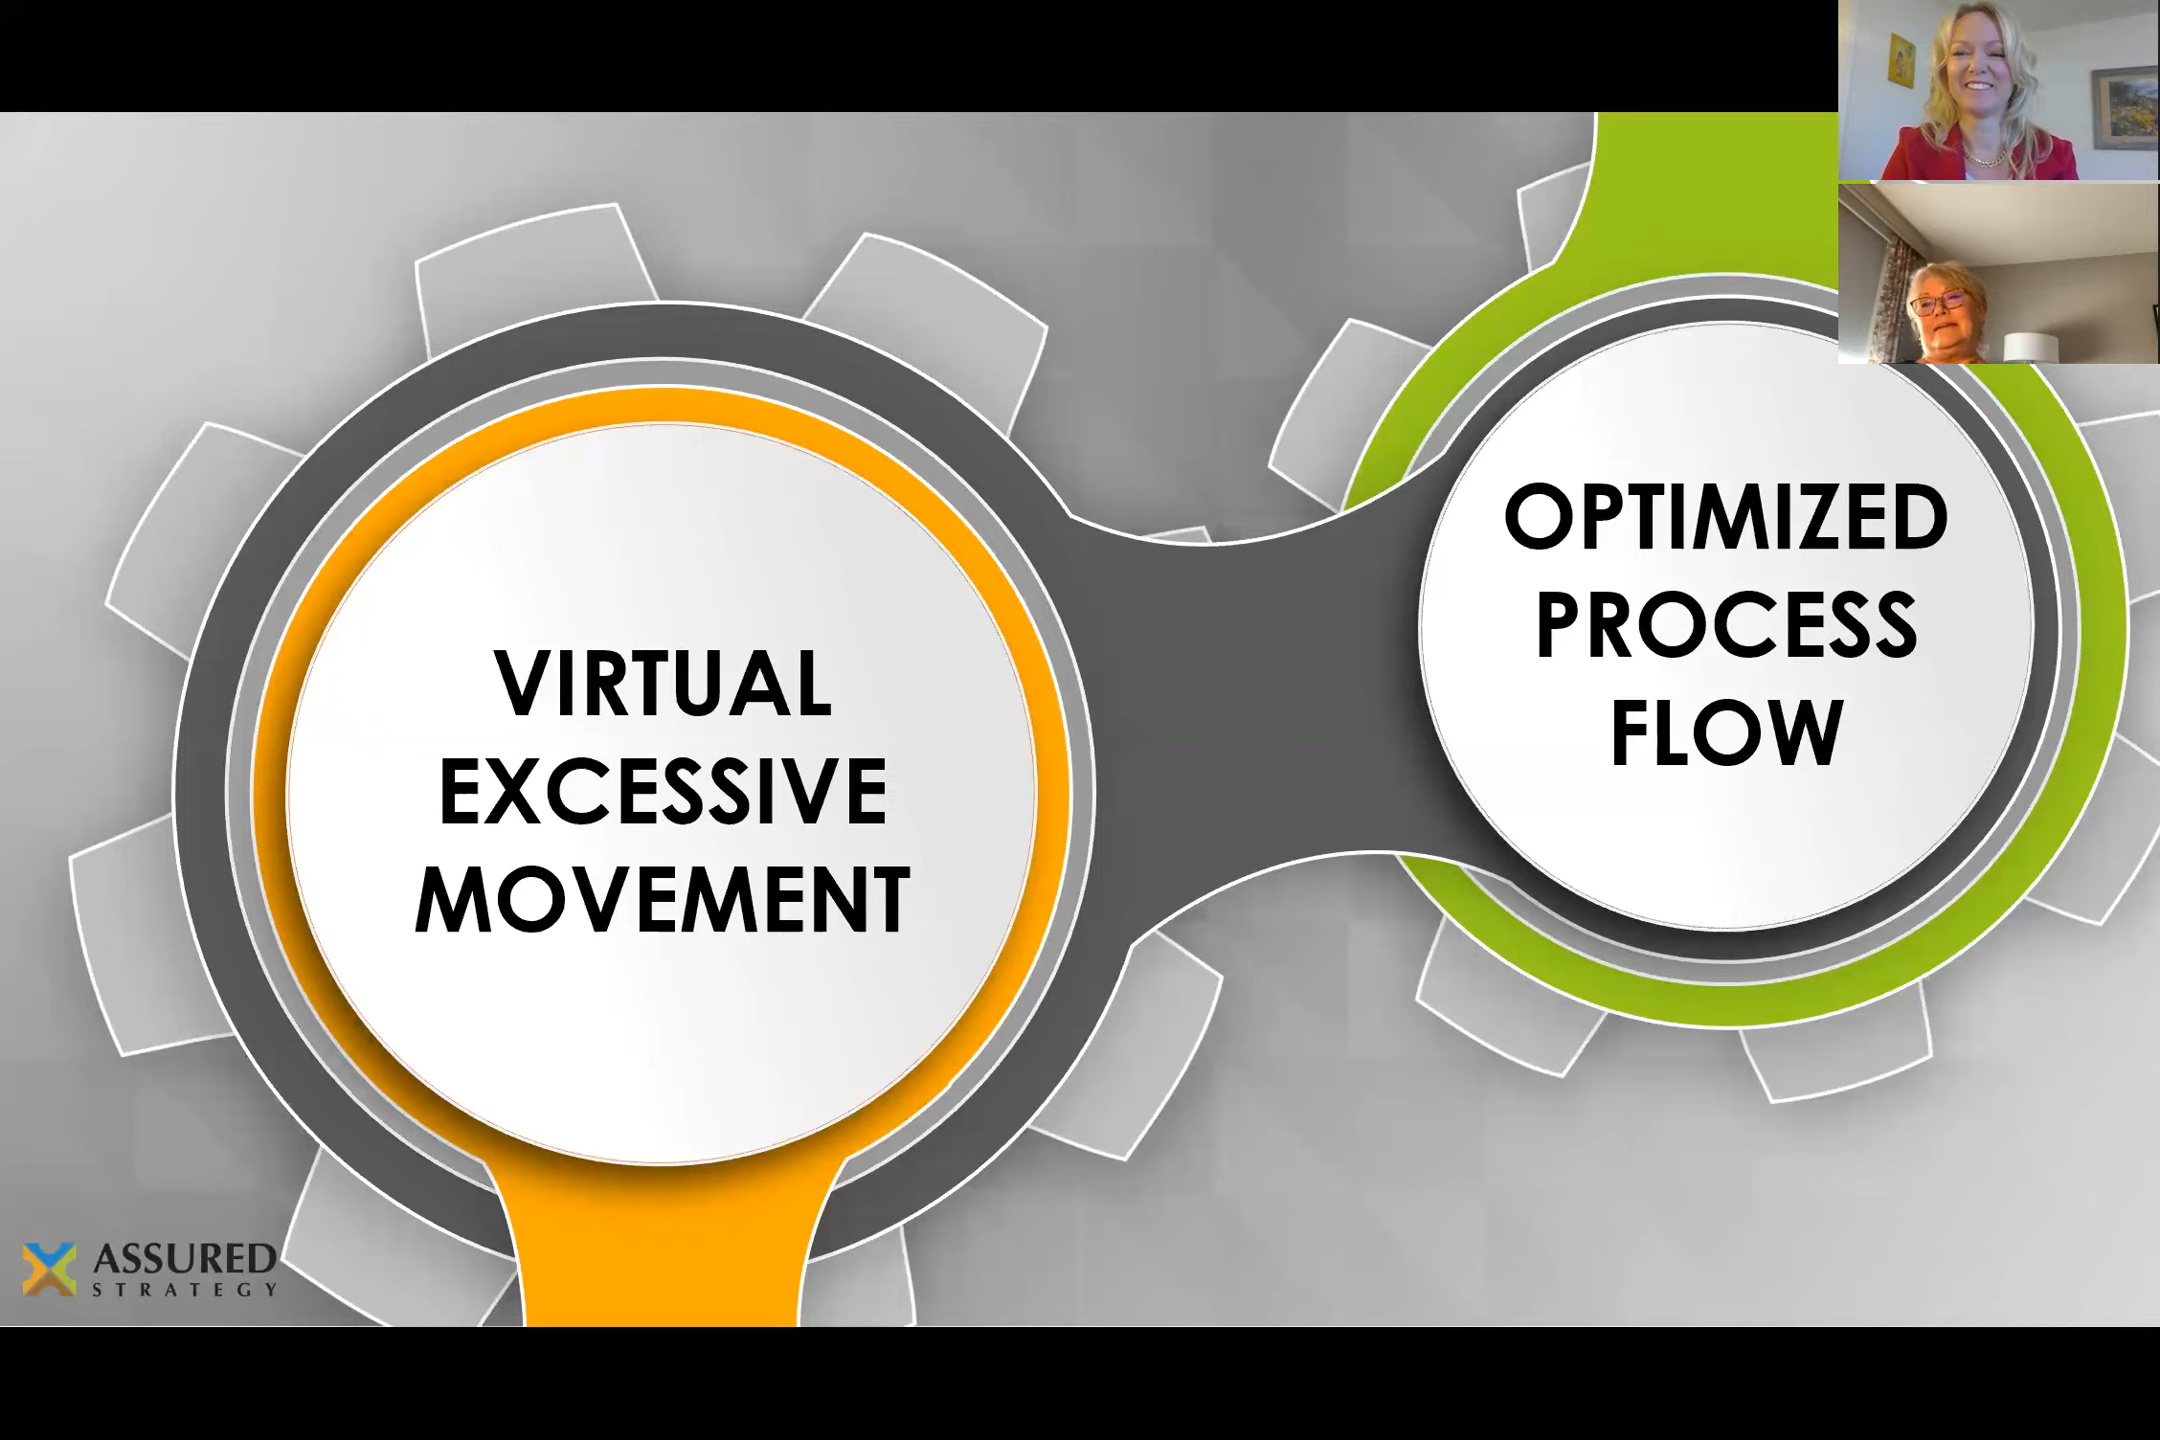 VIRTUAL
EXCESSIVE
MOVEMENT
OPTIMIZED
PROCESS
FLOW
ASSURED
STRATEGY